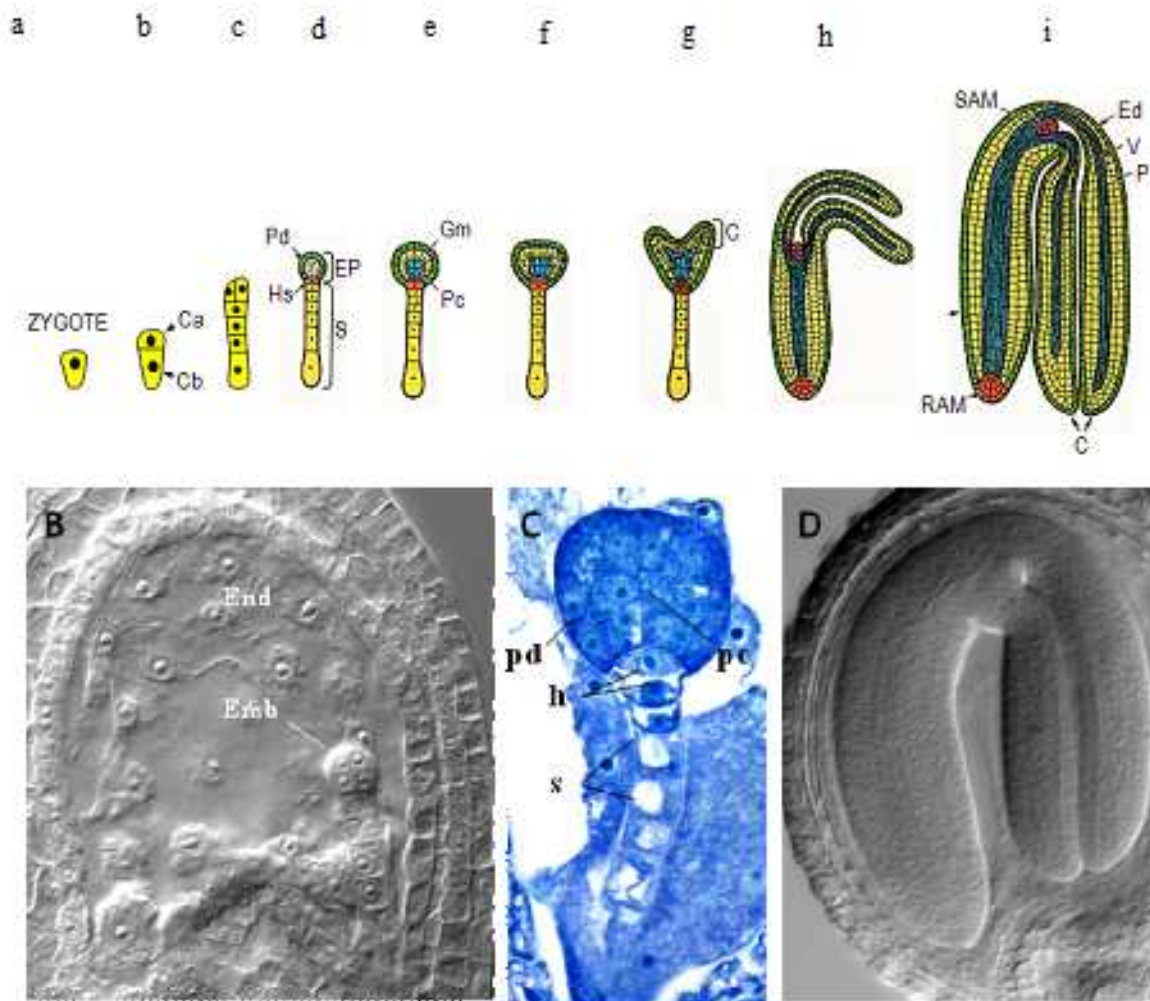 a b c d e f g h i
SAM Ed
V
P
Gm C
Pd EP
Hs Pc
ZYGOTE Ca S
Cb
RAM
C
B C D
End
pd pc
h
Emb
s